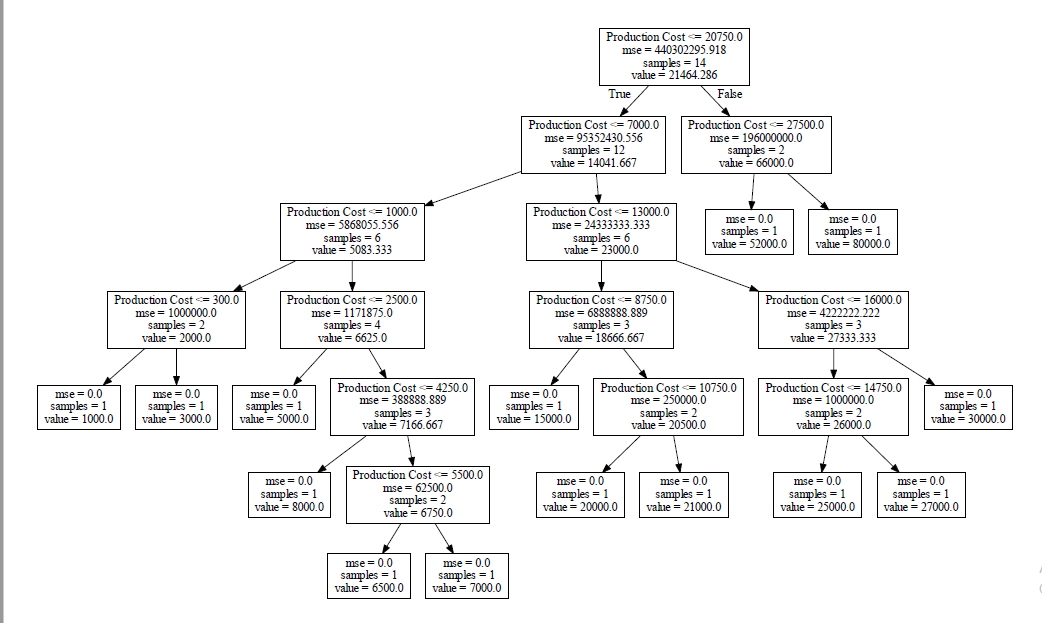 Production Cost <= 20750.0
mse = 440302295.918
samples = 14
value = 21464.286
True
False
Production Cost <= 7000.0
mse = 95352430.556
samples = 12
value = 14041.667
Production Cost <= 27500.0
mse = 196000000.0
samples = 2
value = 66000.0
Production Cost <= 1000.0
mse = 5868055.556
samples = 6
value = 5083.333
Production Cost <= 13000.0
mse = 24333333.333
samples = 6
value = 23000.0
mse = 0.0
samples = 1
value = 52000.0
mse = 0.0
samples = 1
value = 80000.0
Production Cost <= 300.0
mse = 1000000.0
samples = 2
value = 2000.0
Production Cost <= 2500.0
mse = 1171875.0
samples = 4
value = 6625.0
Production Cost <= 8750.0
mse = 6888888.889
samples = 3
value = 18666.667
Production Cost <= 16000.0
mse = 4222222.222
samples = 3
value = 27333.333
mse = 0.0
samples = 1
value = 1000.0
mse = 0.0
samples = 1
value = 3000.0
mse = 0.0
samples = 1
value = 5000.0
Production Cost <= 4250.0
mse = 388888.889
samples = 3
value = 7166.667
mse = 0.0
samples = 1
value = 15000.0
Production Cost <= 10750.0
mse = 250000.0
samples = 2
value = 20500.0
Production Cost <= 14750.0
mse = 1000000.0
samples = 2
value = 26000.0
mse = 0.0
samples = 1
value = 30000.0
mse = 0.0
samples = 1
value = 8000.0
Production Cost <= 5500.0
mse = 62500.0
samples = 2
value = 6750.0
mse = 0.0
samples = 1
value = 20000.0
mse = 0.0
samples = 1
value = 21000.0
mse = 0.0
samples = 1
value = 25000.0
mse = 0.0
samples = 1
value = 27000.0
mse = 0.0
samples = 1
value = 6500.0
mse = 0.0
samples = 1
value = 7000.0